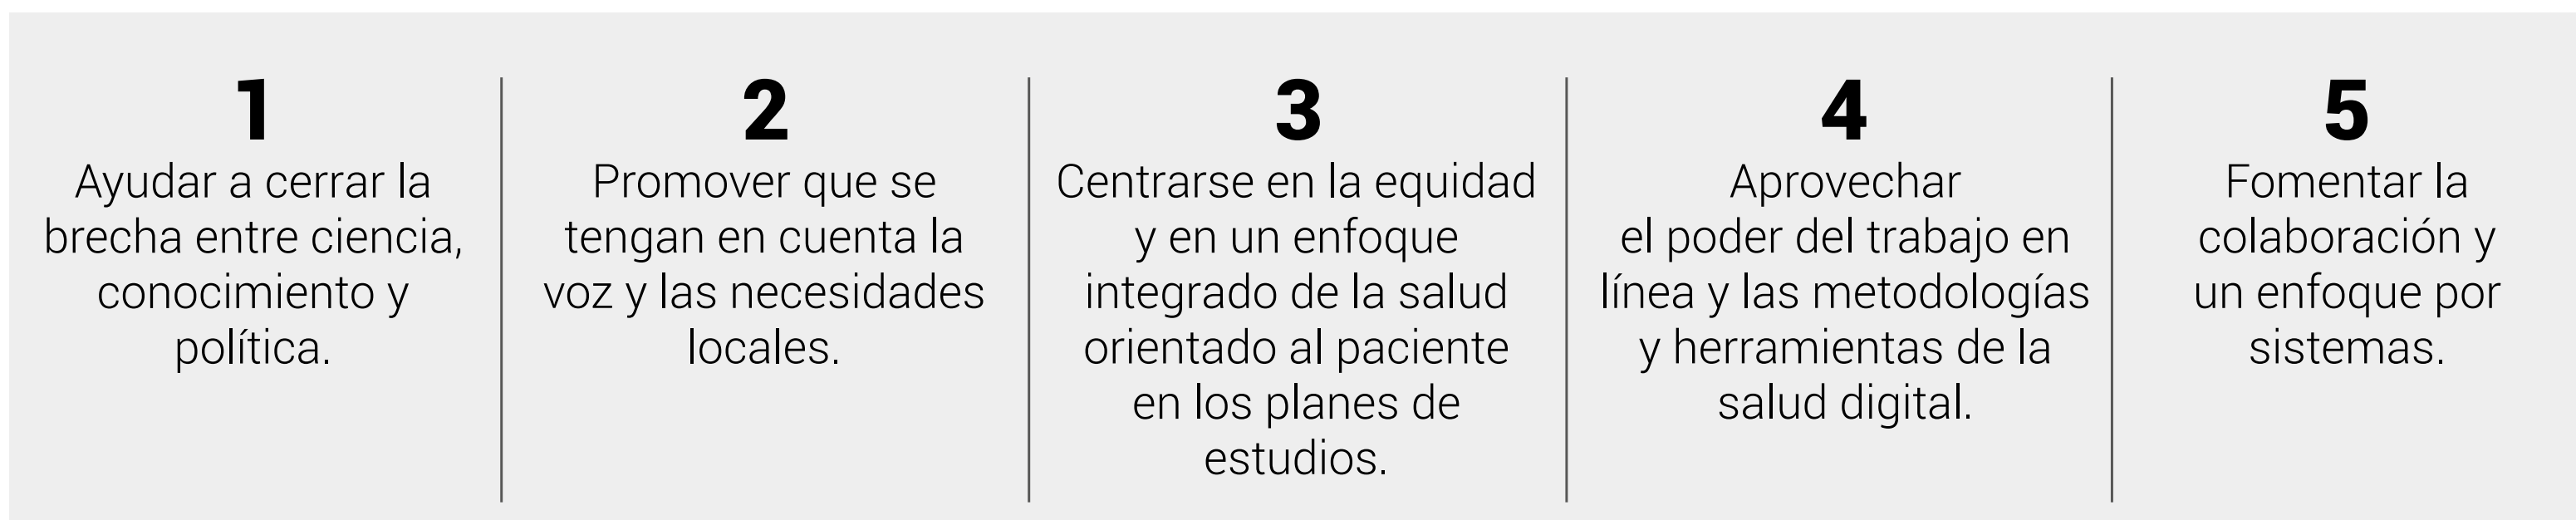 1
Ayudar a cerrar la
brecha entre ciencia,
conocimiento y
política.
2
Promover que se
tengan en cuenta la
voz y las necesidades
locales.
3
Centrarse en la equidad
y en un enfoque
integrado de la salud
orientado al paciente
en los planes de
estudios.
4
Aprovechar
el poder del trabajo en
línea y las metodologías
y herramientas de la
salud digital.
5
Fomentar la
colaboración y
un enfoque por
sistemas.